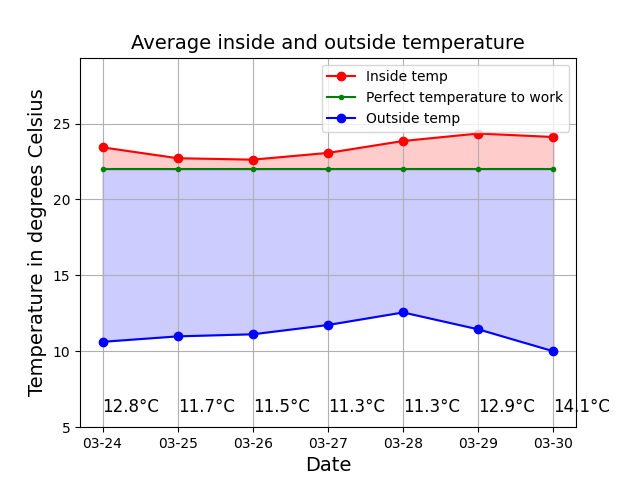 Average inside and outside temperature
Inside temp
Perfect temperature to work
Outside temp
Temperature in degrees Celsius
25
20
15
10
5
12.8°C 11.7°C 11.5°C 11.3°C 11.3°C 12.9°C 14.1°C
03-24 03-25 03-26 03-27 03-28 03-29 03-30
Date